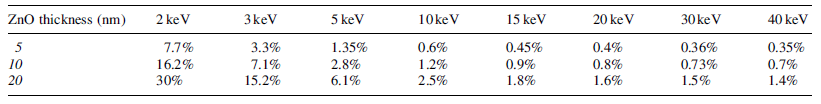 ZnO thickness (nm) 2 keV 3 keV 5 keV 10 keV 15 keV 20 keV 30 keV 40 keV
5 7.7% 3.3% 1.35% 0.6% 0.45% 0.4% 0.36% 0.35%
10 16.2% 7.1% 2.8% 1.2% 0.9% 0.8% 0.73% 0.7%
20 30% 15.2% 6.1% 2.5% 1.8% 1.6% 1.5% 1.4%